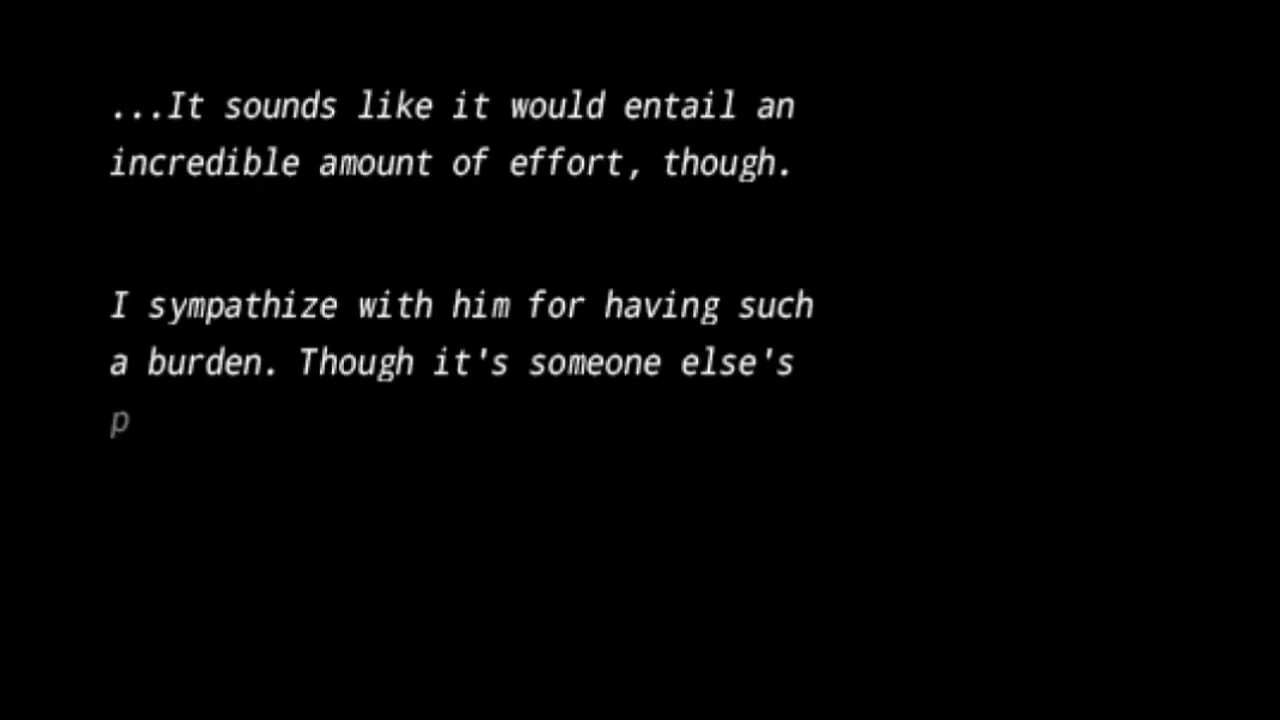 ...It sounds like it would entail an
incredible amount of effort, though.
I sympathize with him for having such
a burden. Though it's someone else's
p